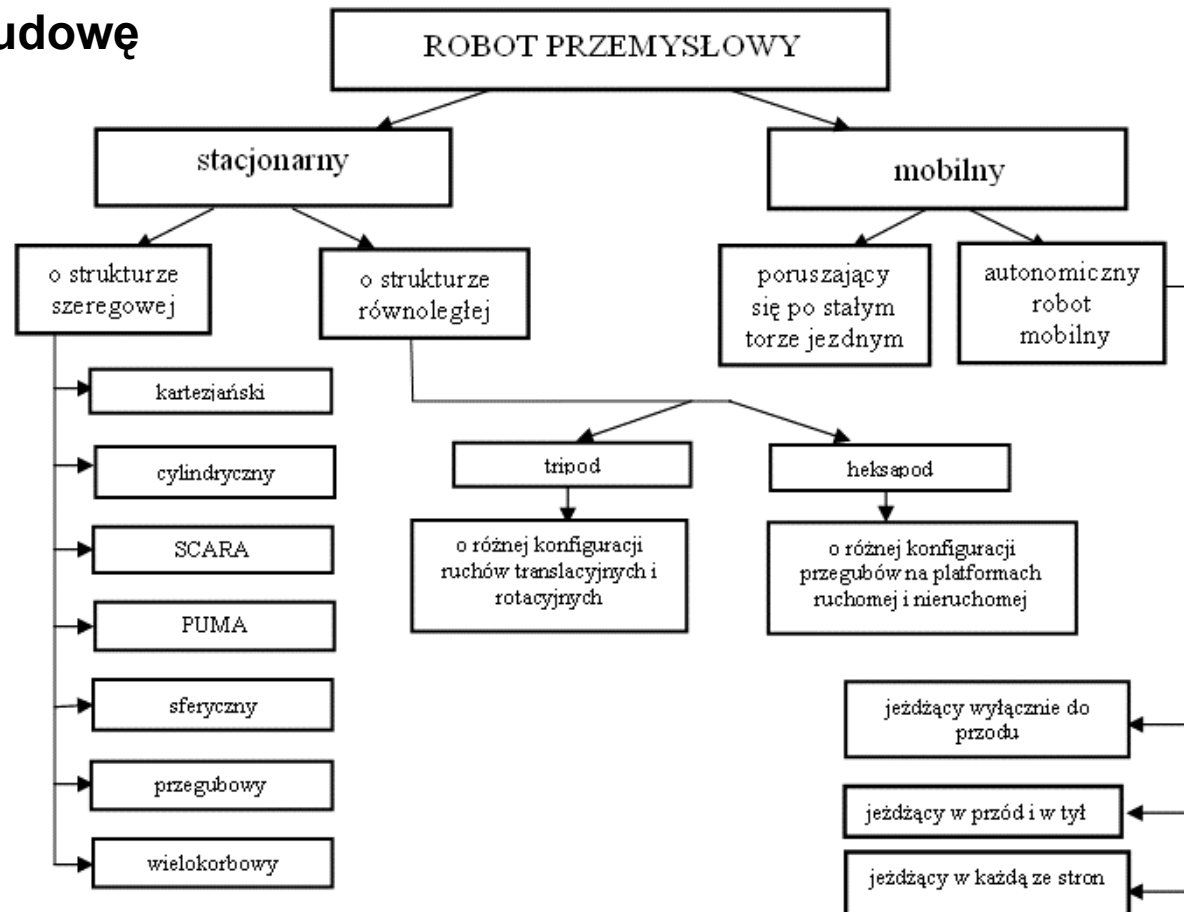 udowę
ROBOT PRZEMYSŁOWY
stacjonarny
mobilny
o strukturze
szeregowej
o strukturze
równoległej
poruszający
się po stałym
torze jezdnym
autonomiczny
robot
mobilny
kartezjański
cylindryczny
SCARA
PUMA
sferyczny
przegubowy
wielokorbowy
tripod
heksapod
o różnej konfiguracji
ruchów translacyjnych i
rotacyjnych
o różnej konfiguracji
przegubów na platformach
ruchomej i nieruchomej
jeżdżący wyłącznie do
przodu
jeżdżący w przód i w tył
jeżdżący w każdą ze stron